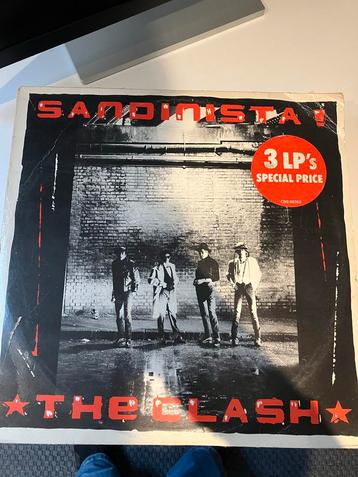 SANDINISTA!
3 LP's
SPECIAL PRICE
THE CLASH